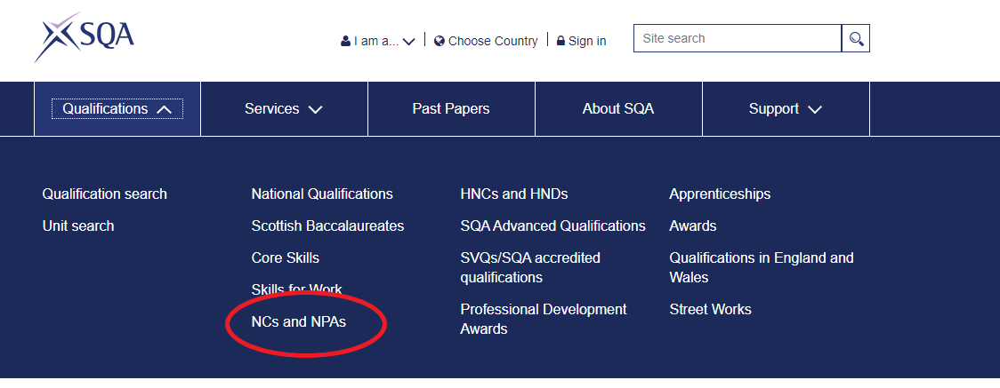 SQA
I am a...
Choose Country
Sign in
Site search
Qualifications
Services
Past Papers
About SQA
Support
Qualification search
Unit search
National Qualifications
Scottish Baccalaureates
Core Skills
Skills for Work
NCs and NPAs
HNCs and HNDs
SQA Advanced Qualifications
SVQs/SQA accredited
qualifications
Professional Development
Awards
Apprenticeships
Awards
Qualifications in England and
Wales
Street Works